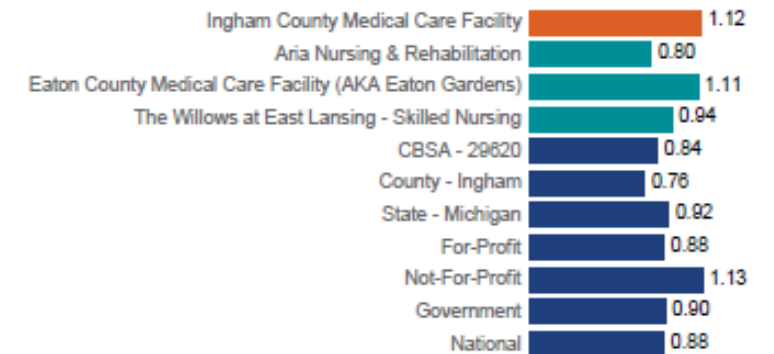 Ingham County Medical Care Facility 1.12
Aria Nursing & Rehabilitation 0.80
Eaton County Medical Care Facility (AKA Eaton Gardens) 1.11
The Willows at East Lansing - Skilled Nursing 0.94
CBSA - 29620 0.84
County - Ingham 0.76
State - Michigan 0.92
For-Profit 0.88
Not-For-Profit 1.13
Government 0.90
National 0.88